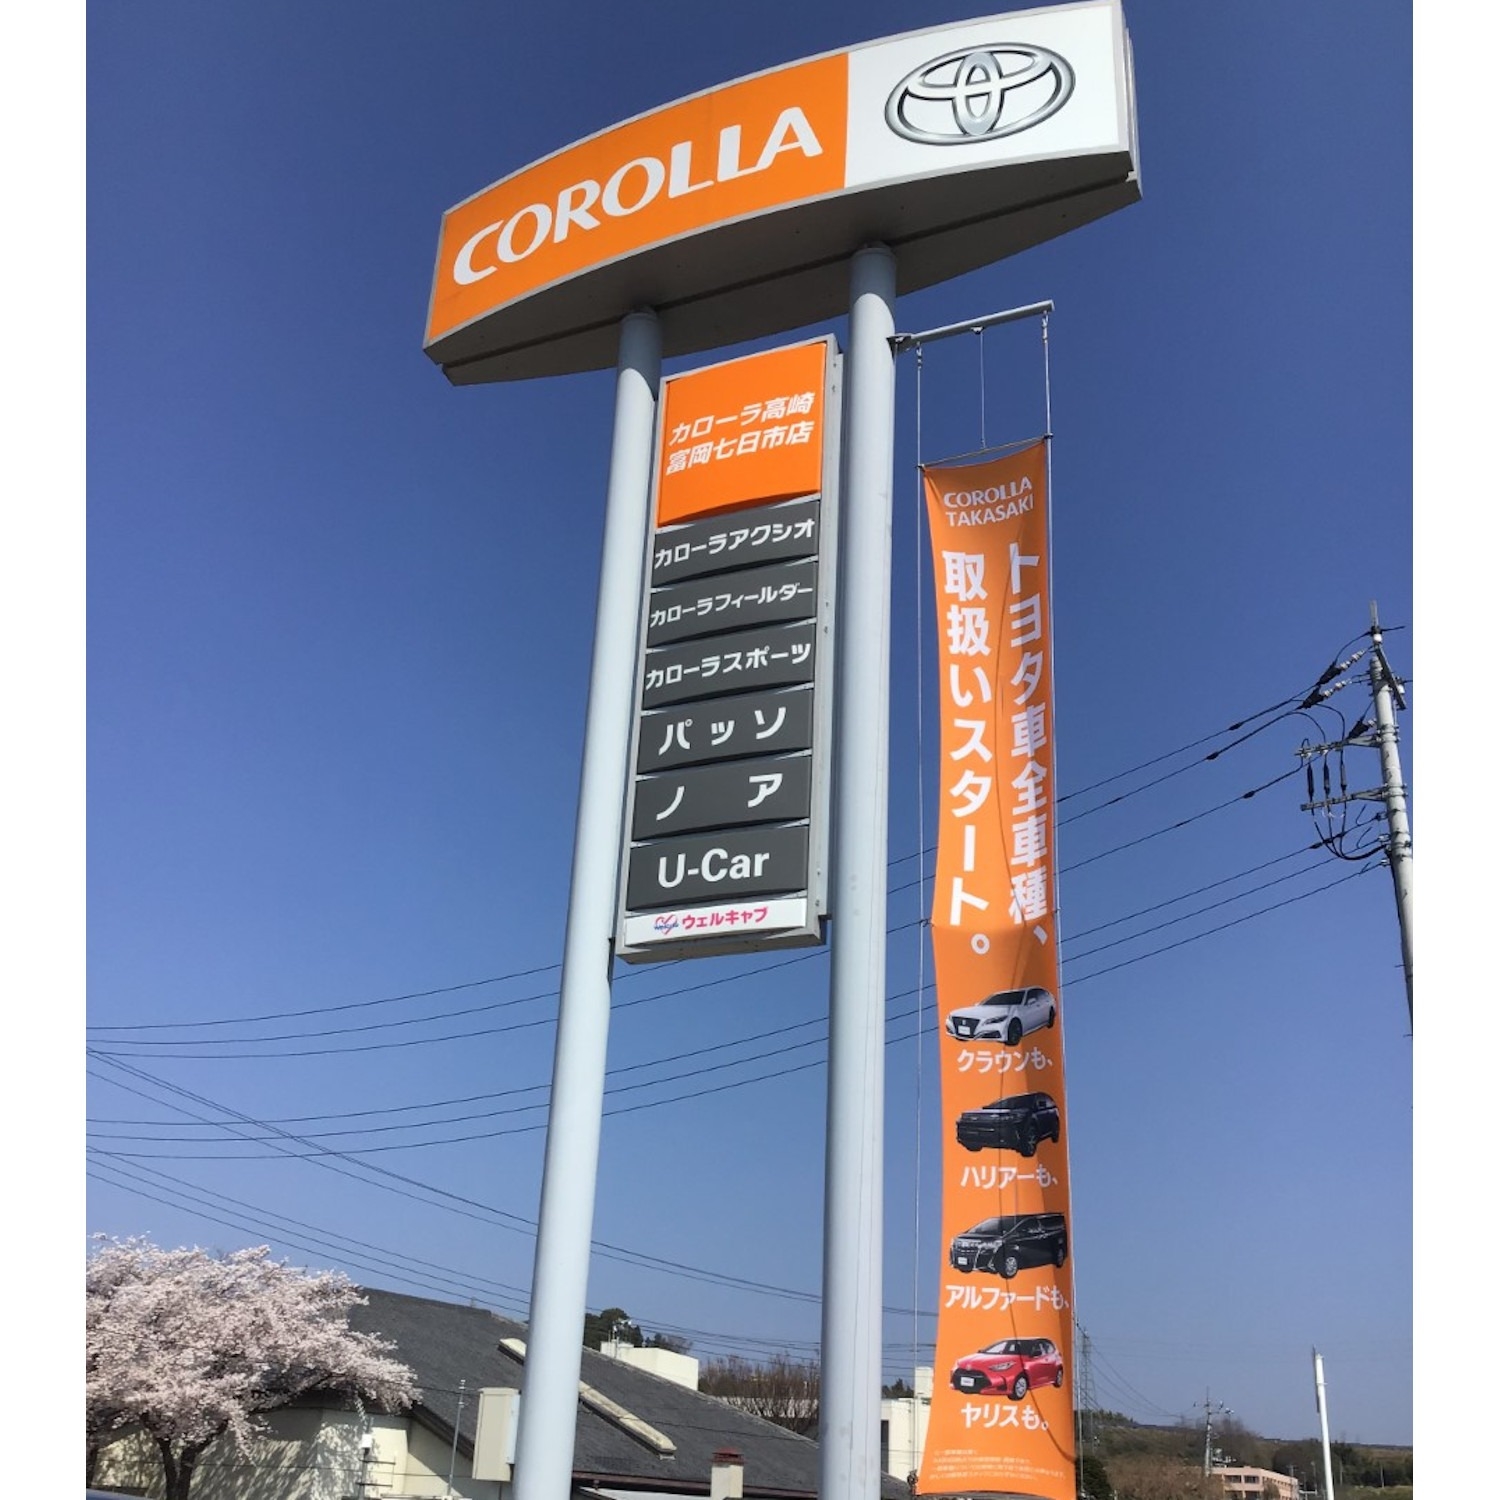 COROLLA
カローラ高崎
富岡七日市店
カローラアクシオ
カローラフィールダー
カローラスポーツ
パッソ
ノア
U-Car
ウェルキャブ
COROLLA
TAKASAKI
トヨタ車全車種、
取扱いスタート。
クラウンも、
ハリアーも、
アルファードも、
ヤリスも。